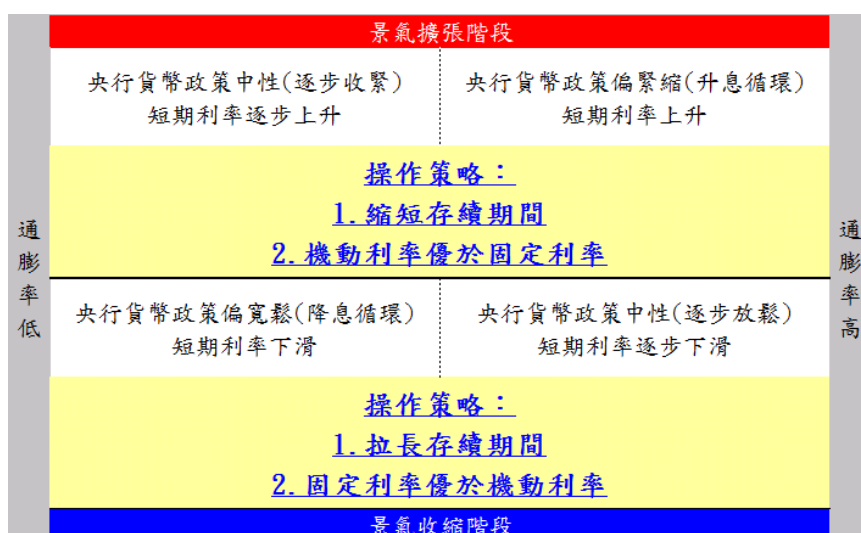 景氣擴張階段
央行貨幣政策中性(逐步收緊)
短期利率逐步上升
央行貨幣政策偏緊縮(升息循環)
短期利率上升
操作策略：
1. 縮短存續期間
2. 機動利率優於固定利率
通
膨
率
低
通
膨
率
高
央行貨幣政策偏寬鬆(降息循環)
短期利率下滑
央行貨幣政策中性(逐步放鬆)
短期利率逐步下滑
操作策略：
1. 拉長存續期間
2. 固定利率優於機動利率
景氣收縮階段